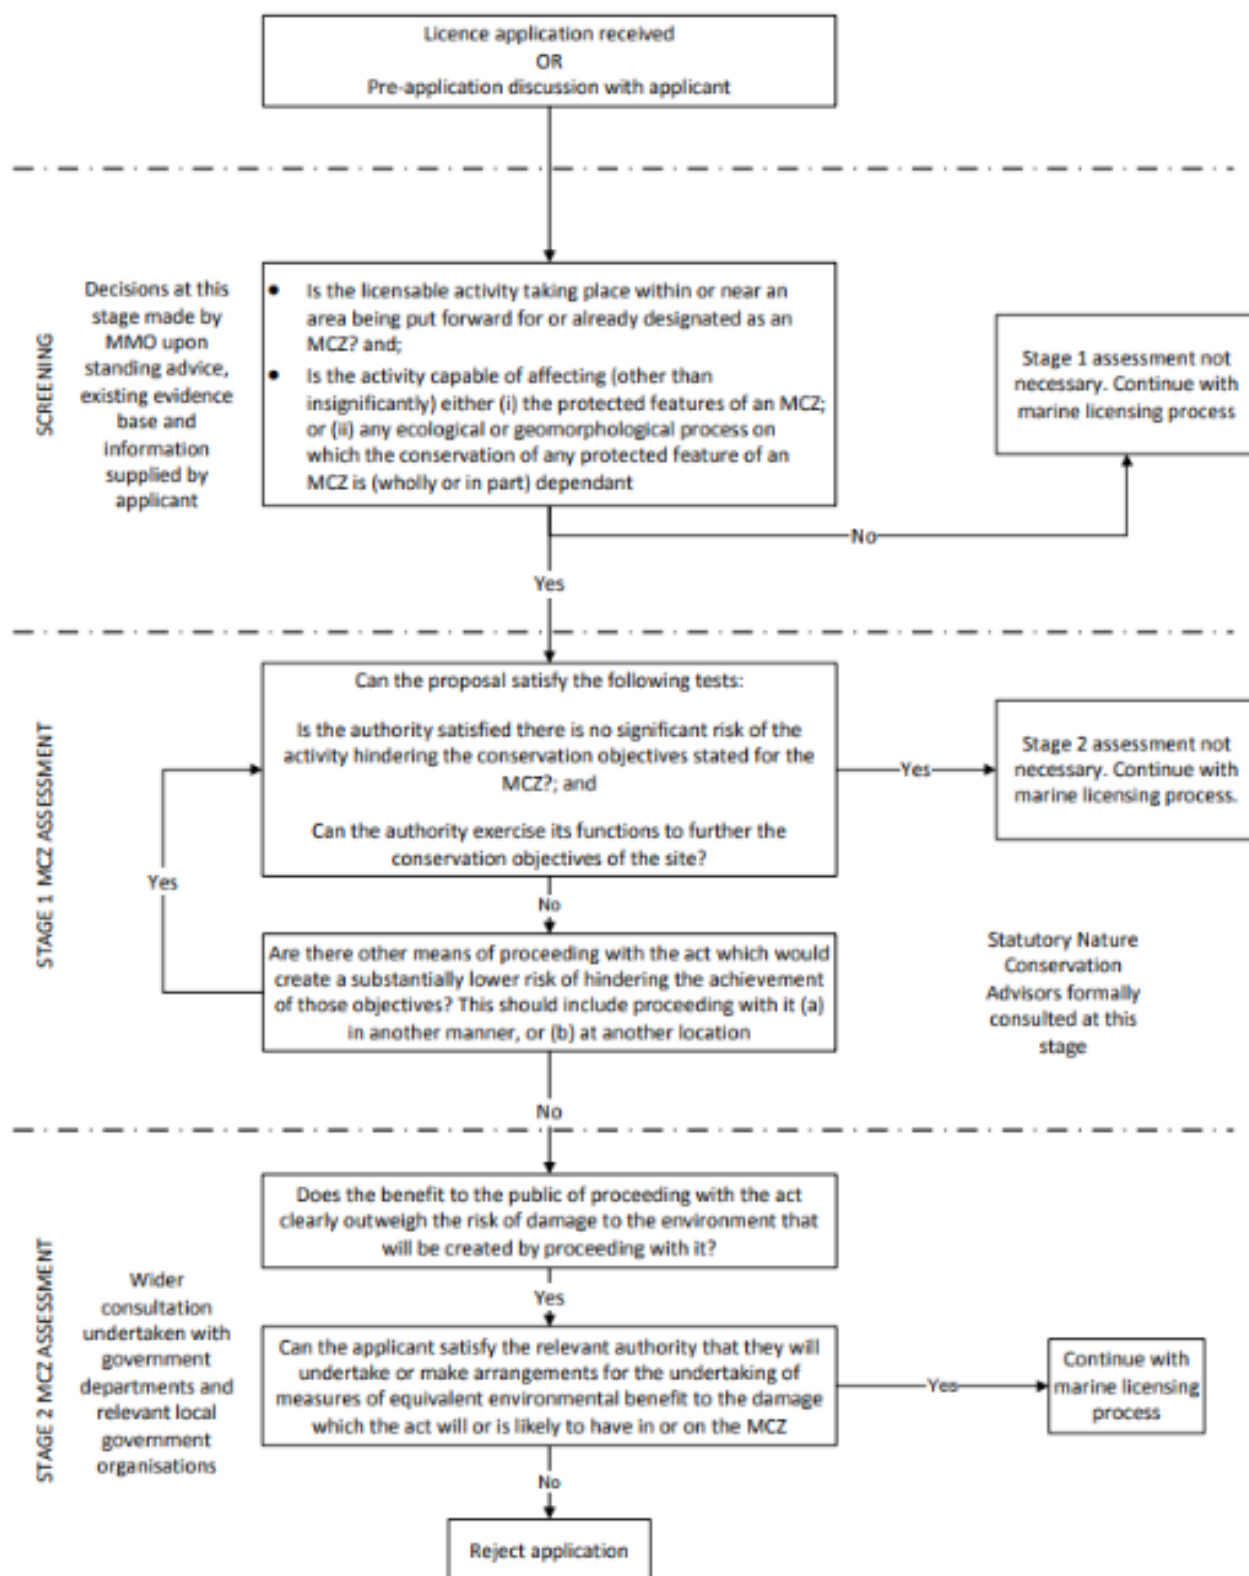 Licence application received
OR
Pre-application discussion with applicant
SCREENING
Decisions at this
stage made by
MMO upon
standing advice,
existing evidence
base and
information
supplied by
applicant
• Is the licensable activity taking place within or near an
area being put forward for or already designated as an
MCZ? and;
• Is the activity capable of affecting (other than
insignificantly) either (i) the protected features of an MCZ;
or (ii) any ecological or geomorphological process on
which the conservation of any protected feature of an
MCZ is (wholly or in part) dependant
Stage 1 assessment not
necessary. Continue with
marine licensing process
No
Yes
STAGE 1 MCZ ASSESSMENT
Can the proposal satisfy the following tests:
Is the authority satisfied there is no significant risk of the
activity hindering the conservation objectives stated for the
MCZ?; and
Can the authority exercise its functions to further the
conservation objectives of the site?
Yes
Stage 2 assessment not
necessary. Continue with
marine licensing process.
Yes
No
Are there other means of proceeding with the act which would
create a substantially lower risk of hindering the achievement
of those objectives? This should include proceeding with it (a)
in another manner, or (b) at another location
Statutory Nature
Conservation
Advisors formally
consulted at this
stage
No
STAGE 2 MCZ ASSESSMENT
Wider
consultation
undertaken with
government
departments and
relevant local
government
organisations
Does the benefit to the public of proceeding with the act
clearly outweigh the risk of damage to the environment that
will be created by proceeding with it?
Yes
Can the applicant satisfy the relevant authority that they will
undertake or make arrangements for the undertaking of
measures of equivalent environmental benefit to the damage
which the act will or is likely to have in or on the MCZ
Yes
Continue with
marine licensing
process
No
Reject application